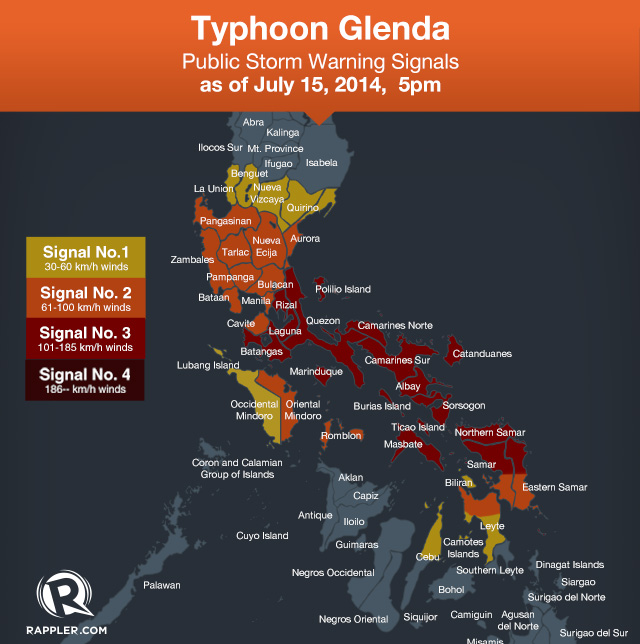 Typhoon Glenda
Public Storm Warning Signals
as of July 15, 2014, 5pm
Abra
Kalinga
Ilocos Sur
Mt. Province
Ifugao
Isabela
Benguet
La Union
Nueva
Vizcaya
Quirino
Pangasinan
Aurora
Nueva
Ecija
Tarlac
Zambales
Pampanga
Bulacan
Bataan
Manila
Rizal
Polilio Island
Cavite
Quezon
Laguna
Camarines Norte
Batangas
Camarines Sur
Catanduanes
Lubang Island
Marinduque
Albay
Occidental
Mindoro
Oriental
Mindoro
Burias Island
Sorsogon
Ticao Island
Romblon
Masbate
Northern Samar
Coron and Calamian
Group of Islands
Samar
Aklan
Biliran
Eastern Samar
Capiz
Antique
Iloilo
Leyte
Cuyo Island
Guimaras
Camotes
Islands
Cebu
Negros Occidental
Southern Leyte
Dinagat Islands
Siargao
Palawan
Bohol
Surigao del Norte
Negros Oriental
Siquijor
Camiguin
Agusan
del Norte
Surigao del Sur
Misamis
Signal No.1
30-60 km/h winds
Signal No. 2
61-100 km/h winds
Signal No. 3
101-185 km/h winds
Signal No. 4
186-- km/h winds
R
RAPPLER.COM